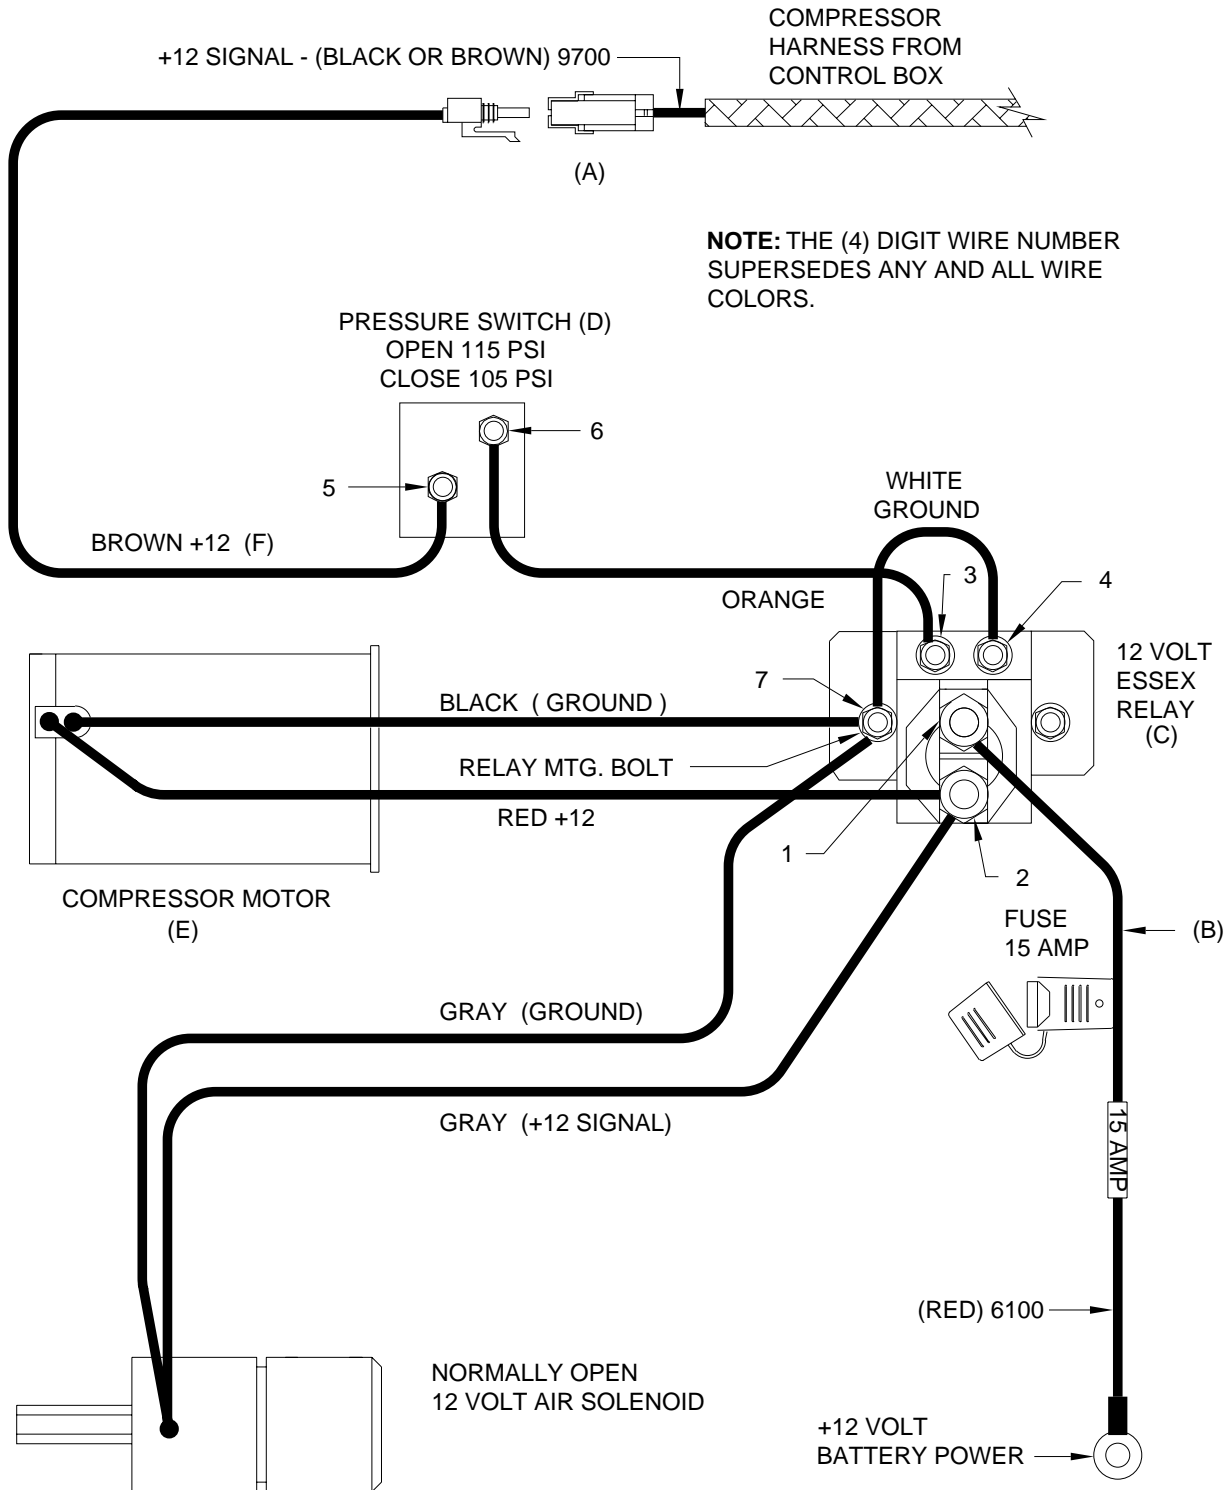 COMPRESSOR
HARNESS FROM
CONTROL BOX
+12 SIGNAL - (BLACK OR BROWN) 9700
(A)
NOTE: THE (4) DIGIT WIRE NUMBER
SUPERSEDES ANY AND ALL WIRE
COLORS.
PRESSURE SWITCH (D)
OPEN 115 PSI
CLOSE 105 PSI
6
5
WHITE
GROUND
BROWN +12 (F)
3
4
ORANGE
12 VOLT
ESSEX
RELAY
(C)
7
BLACK ( GROUND )
RELAY MTG. BOLT
RED +12
1
2
COMPRESSOR MOTOR
(E)
FUSE
15 AMP
(B)
GRAY (GROUND)
GRAY (+12 SIGNAL)
15 AMP
(RED) 6100
NORMALLY OPEN
12 VOLT AIR SOLENOID
+12 VOLT
BATTERY POWER